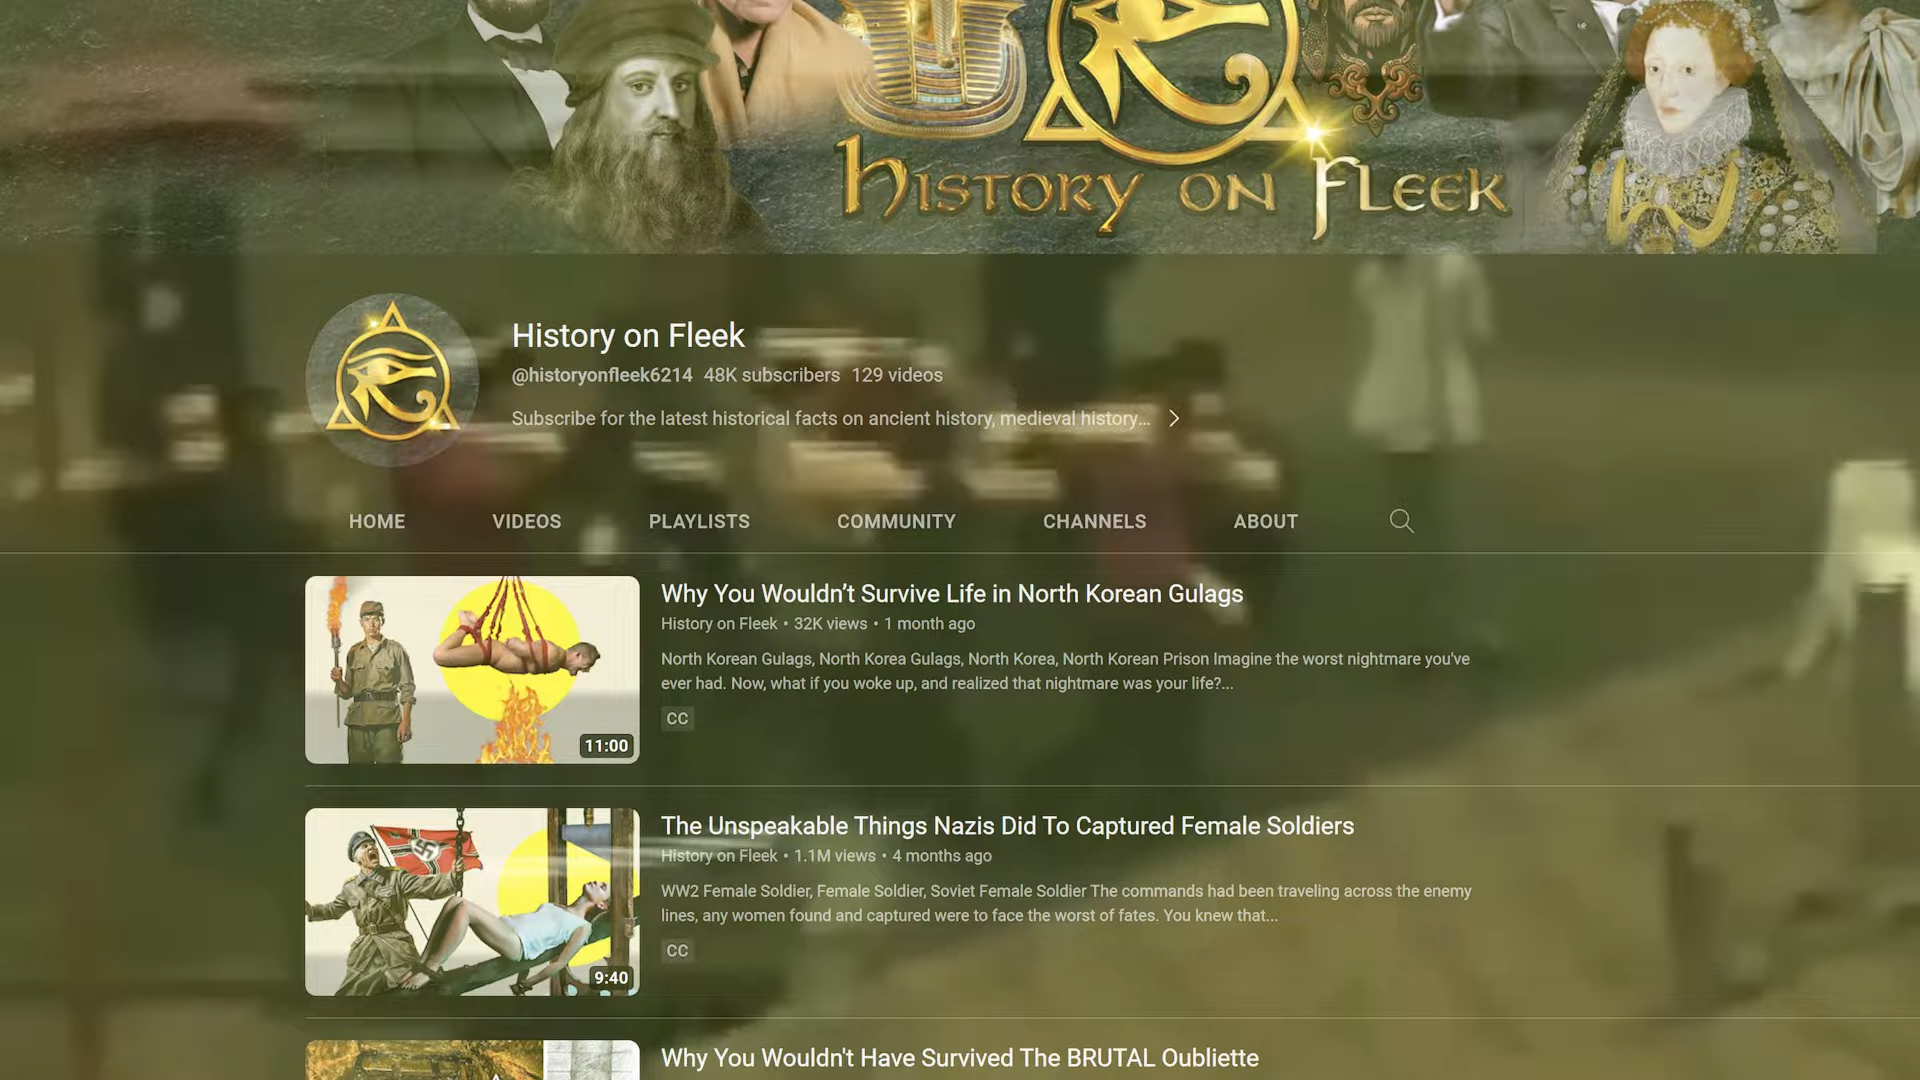 HISTORY ON FLEEK
History on Fleek
@historyonfleek6214 48K subscribers 129 videos
Subscribe for the latest historical facts on ancient history, medieval history...
HOME VIDEOS PLAYLISTS COMMUNITY CHANNELS ABOUT
Why You Wouldn’t Survive Life in North Korean Gulags
History on Fleek • 32K views • 1 month ago
North Korean Gulags, North Korea Gulags, North Korea, North Korean Prison Imagine the worst nightmare you've
ever had. Now, what if you woke up, and realized that nightmare was your life?...
CC
11:00
The Unspeakable Things Nazis Did To Captured Female Soldiers
History on Fleek • 1.1M views • 4 months ago
WW2 Female Soldier, Female Soldier, Soviet Female Soldier The commands had been traveling across the enemy
lines, any women found and captured were to face the worst of fates. You knew that...
CC
9:40
Why You Wouldn't Have Survived The BRUTAL Oubliette